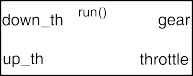 run()
down_th gear
up_th throttle